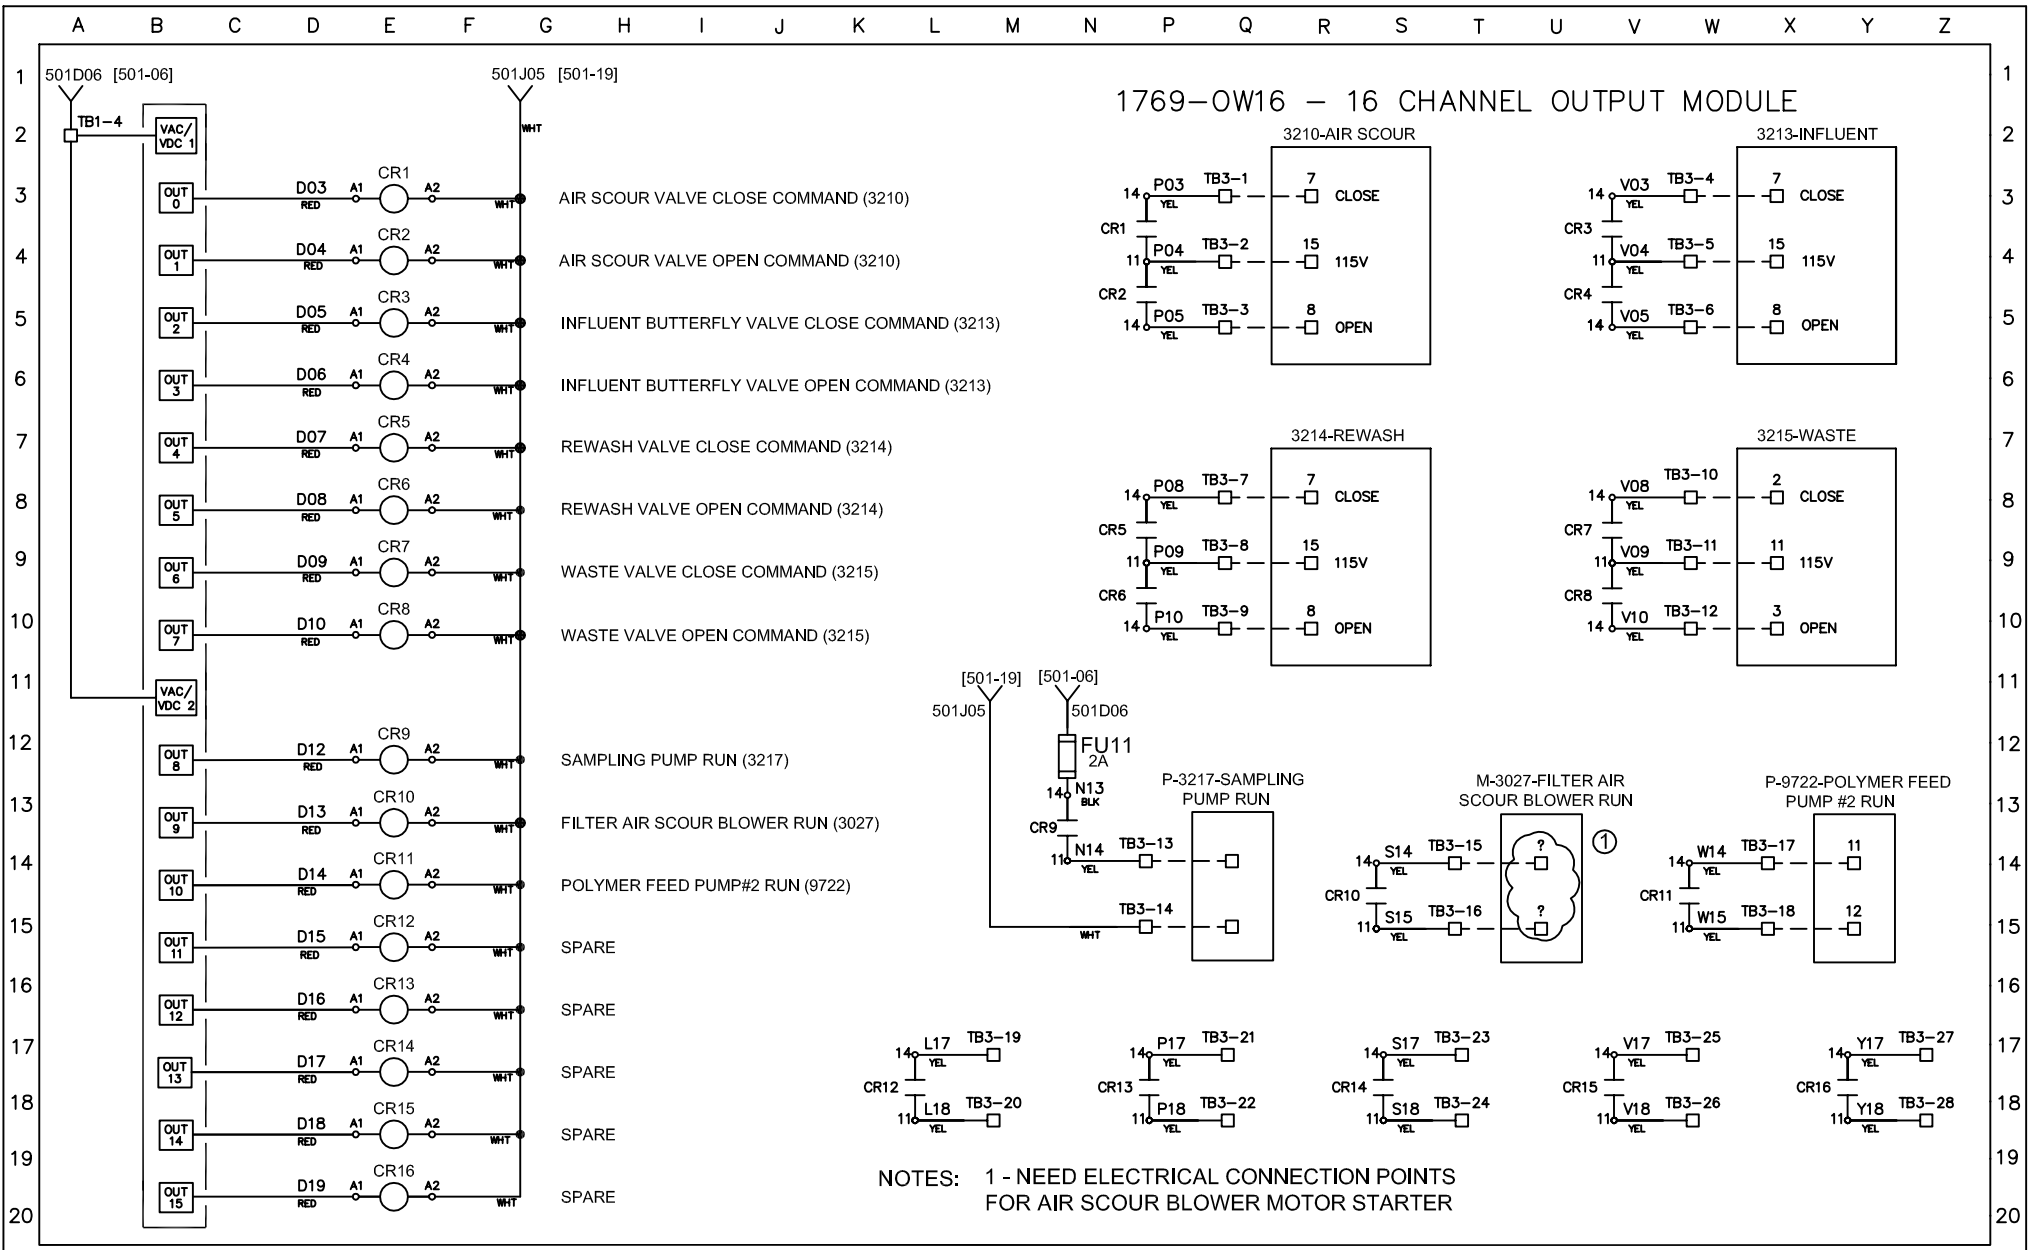 A B C D E F G H I J K L M N P Q R S T U V W X Y Z
1 501D06 [501-06] 501J05 [501-19] 1
1769-OW16 - 16 CHANNEL OUTPUT MODULE
2 TB1-4 VAC/ VDC 1 WHT 3210-AIR SCOUR 3213-INFLUENT 2
3 OUT 0 D03 RED A1 CR1 A2 WHT AIR SCOUR VALVE CLOSE COMMAND (3210) 14 P03 YEL TB3-1 7 CLOSE 14 V03 YEL TB3-4 7 CLOSE 3
CR1 CR3
4 OUT 1 D04 RED A1 CR2 A2 WHT AIR SCOUR VALVE OPEN COMMAND (3210) 11 P04 YEL TB3-2 15 115V 11 V04 YEL TB3-5 15 115V 4
CR2 CR4
5 OUT 2 D05 RED A1 CR3 A2 WHT INFLUENT BUTTERFLY VALVE CLOSE COMMAND (3213) 14 P05 YEL TB3-3 8 OPEN 14 V05 YEL TB3-6 8 OPEN 5
6 OUT 3 D06 RED A1 CR4 A2 WHT INFLUENT BUTTERFLY VALVE OPEN COMMAND (3213) 6
7 OUT 4 D07 RED A1 CR5 A2 WHT REWASH VALVE CLOSE COMMAND (3214) 3214-REWASH 3215-WASTE 7
8 OUT 5 D08 RED A1 CR6 A2 WHT REWASH VALVE OPEN COMMAND (3214) 14 P08 YEL TB3-7 7 CLOSE 14 V08 YEL TB3-10 2 CLOSE 8
CR5 CR7
9 OUT 6 D09 RED A1 CR7 A2 WHT WASTE VALVE CLOSE COMMAND (3215) 11 P09 YEL TB3-8 15 115V 11 V09 YEL TB3-11 11 115V 9
CR6 CR8
10 OUT 7 D10 RED A1 CR8 A2 WHT WASTE VALVE OPEN COMMAND (3215) 14 P10 YEL TB3-9 8 OPEN 14 V10 YEL TB3-12 3 OPEN 10
11 VAC/ VDC 2 [501-19] [501-06] 11
501J05 501D06
12 OUT 8 D12 RED A1 CR9 A2 WHT SAMPLING PUMP RUN (3217) FU11 2A 12
P-3217-SAMPLING PUMP RUN M-3027-FILTER AIR SCOUR BLOWER RUN P-9722-POLYMER FEED PUMP #2 RUN
13 OUT 9 D13 RED A1 CR10 A2 WHT FILTER AIR SCOUR BLOWER RUN (3027) 14 N13 BLK CR9 1 13
14 OUT 10 D14 RED A1 CR11 A2 WHT POLYMER FEED PUMP#2 RUN (9722) 11 N14 YEL TB3-13 14 S14 YEL TB3-15 ? 14 W14 YEL TB3-17 11 14
CR10 CR11
15 OUT 11 D15 RED A1 CR12 A2 WHT SPARE WHT TB3-14 11 S15 YEL TB3-16 ? 11 W15 YEL TB3-18 12 15
16 OUT 12 D16 RED A1 CR13 A2 WHT SPARE 16
17 OUT 13 D17 RED A1 CR14 A2 WHT SPARE 14 L17 YEL TB3-19 14 P17 YEL TB3-21 14 S17 YEL TB3-23 14 V17 YEL TB3-25 14 Y17 YEL TB3-27 17
CR12 CR13 CR14 CR15 CR16
18 OUT 14 D18 RED A1 CR15 A2 WHT SPARE 11 L18 YEL TB3-20 11 P18 YEL TB3-22 11 S18 YEL TB3-24 11 V18 YEL TB3-26 11 Y18 YEL TB3-28 18
19 OUT 15 D19 RED A1 CR16 A2 WHT SPARE 19
NOTES: 1 - NEED ELECTRICAL CONNECTION POINTS
FOR AIR SCOUR BLOWER MOTOR STARTER
20 20